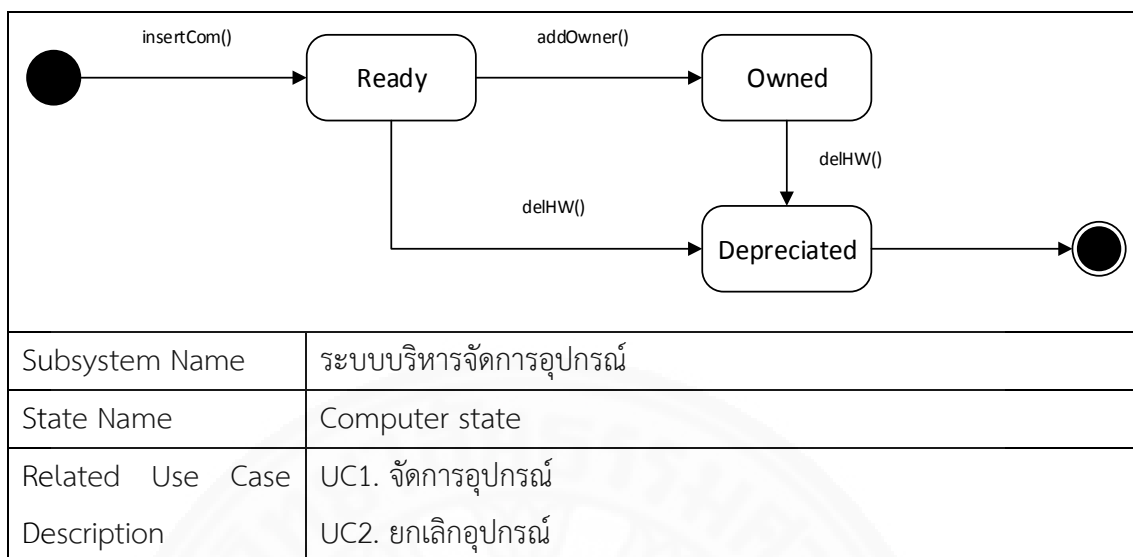 insertCom()
addOwner()
Ready
Owned
delHW()
delHW()
Depreciated
Subsystem Name ระบบบริหารจัดการอุปกรณ์
State Name Computer state
Related Use Case UC1. จัดการอุปกรณ์
Description UC2. ยกเลิกอุปกรณ์